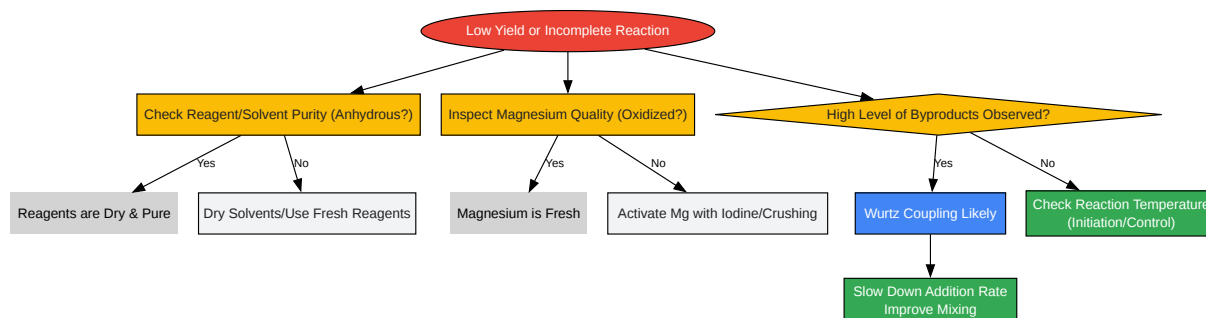 Low Yield or Incomplete Reaction
Check Reagent/Solvent Purity (Anhydrous?)
Inspect Magnesium Quality (Oxidized?)
High Level of Byproducts Observed?
Yes
No
Yes
No
Yes
No
Reagents are Dry & Pure
Dry Solvents/Use Fresh Reagents
Magnesium is Fresh
Activate Mg with Iodine/Crushing
Wurtz Coupling Likely
Check Reaction Temperature
(Initiation/Control)
Slow Down Addition Rate
Improve Mixing